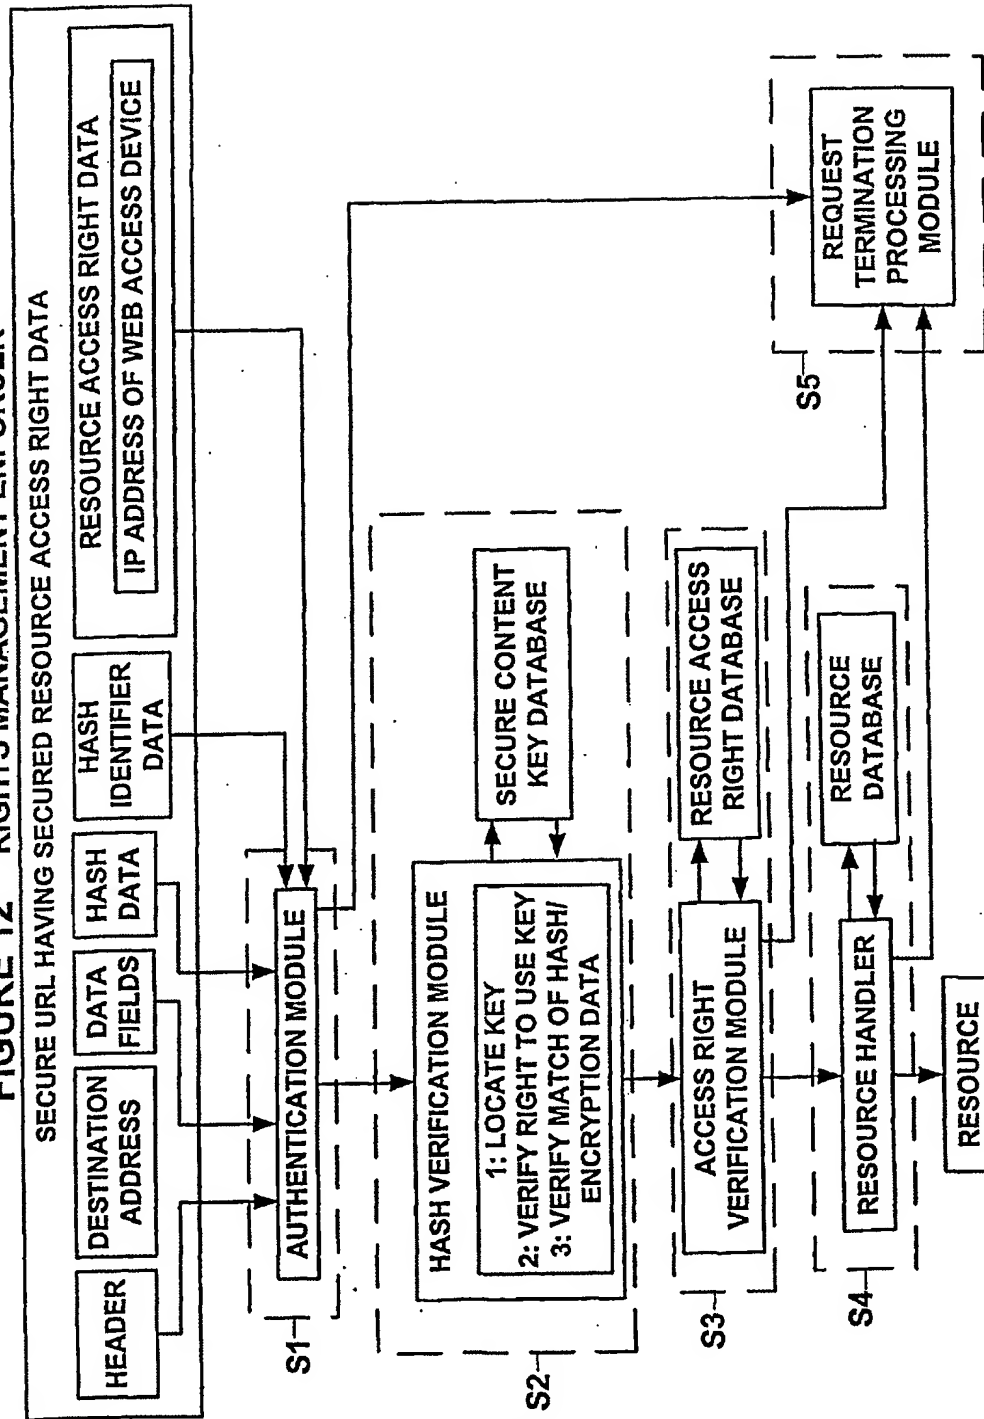 FIGURE 12 RIGHTS MANAGEMENT ENFORCER
SECURE URL HAVING SECURED RESOURCE ACCESS RIGHT DATA
HEADER
DESTINATION
ADDRESS
DATA
FIELDS
HASH
DATA
HASH
IDENTIFIER
DATA
RESOURCE ACCESS RIGHT DATA
IP ADDRESS OF WEB ACCESS DEVICE
S1
AUTHENTICATION MODULE
S2
HASH VERIFICATION MODULE
1: LOCATE KEY
2: VERIFY RIGHT TO USE KEY
3: VERIFY MATCH OF HASH/
ENCRYPTION DATA
SECURE CONTENT
KEY DATABASE
S3
ACCESS RIGHT
VERIFICATION MODULE
RESOURCE ACCESS
RIGHT DATABASE
S4
RESOURCE HANDLER
RESOURCE
DATABASE
S5
REQUEST
TERMINATION
PROCESSING
MODULE
RESOURCE